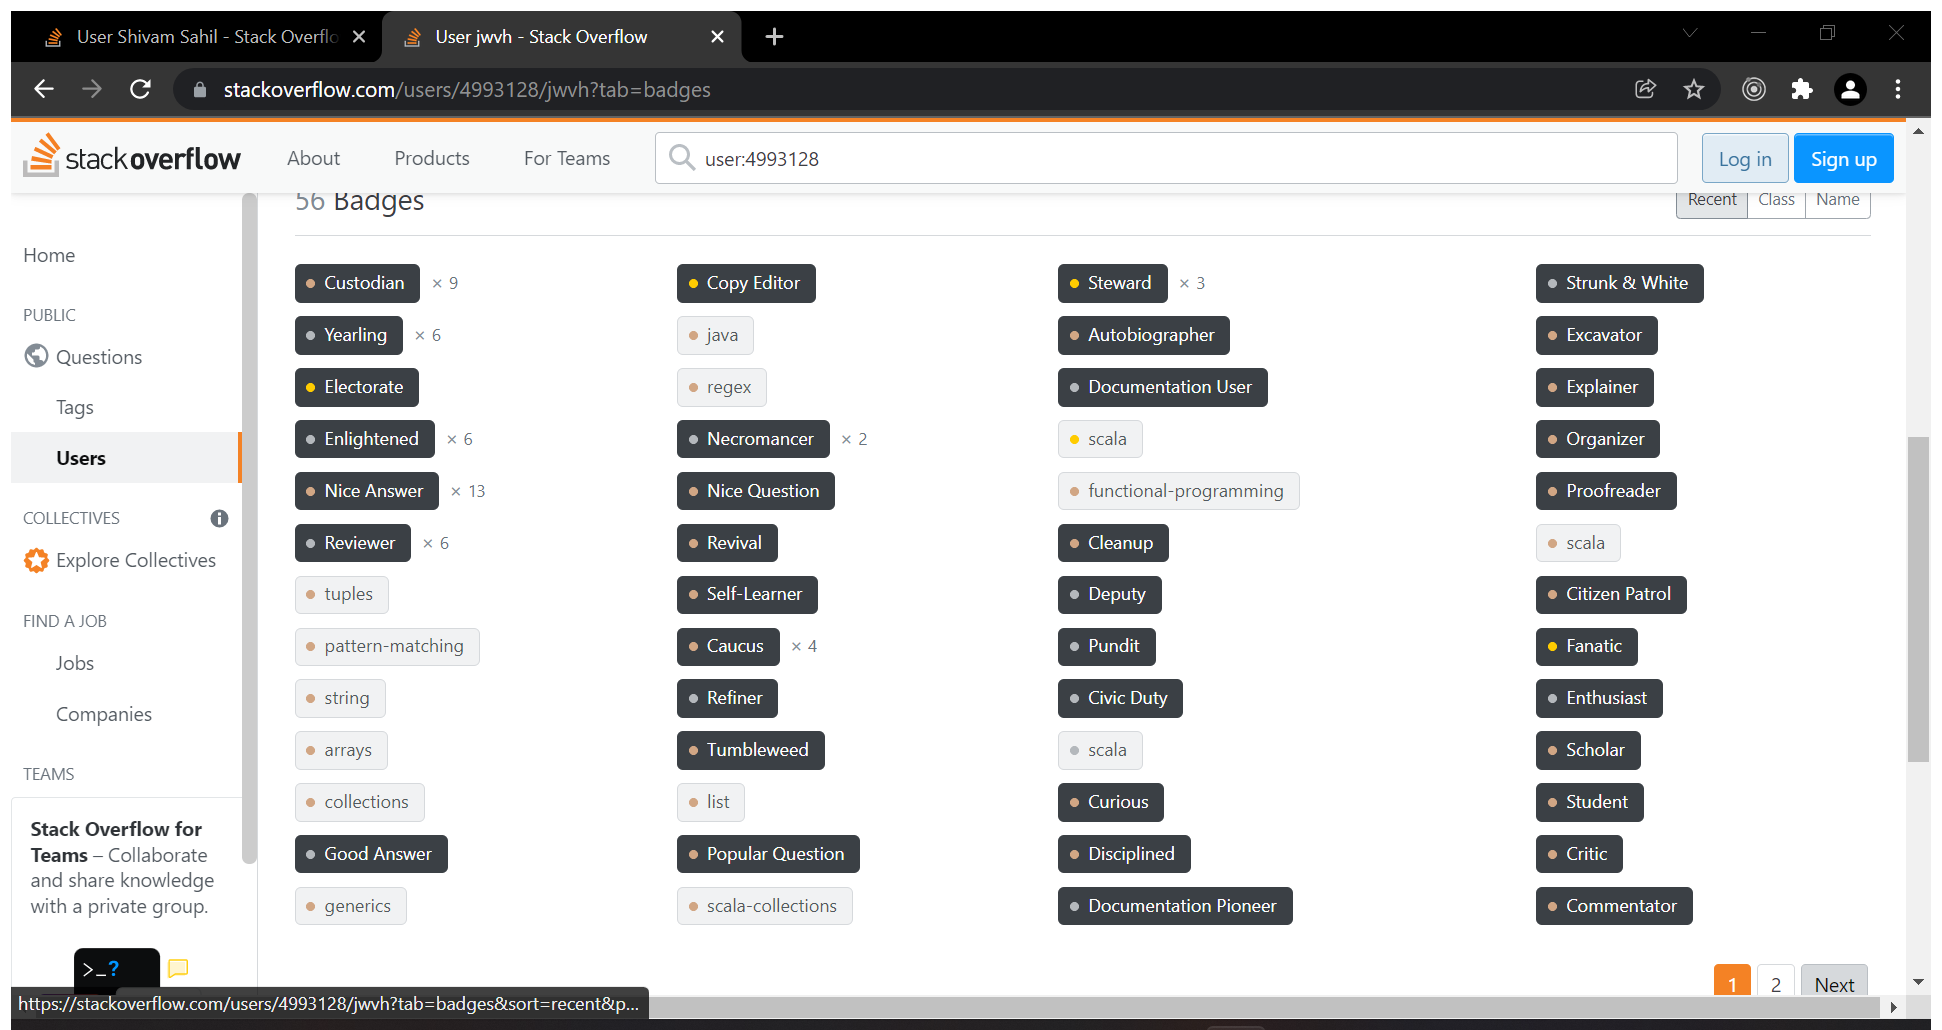 User Shivam Sahil - Stack Overflo
User jwvh - Stack Overflow
stackoverflow.com/users/4993128/jwvh?tab=badges
stackoverflow
About
Products
For Teams
user:4993128
Log in
Sign up
56 Badges
Recent
Class
Name
Home
PUBLIC
Questions
Tags
Users
COLLECTIVES
Explore Collectives
FIND A JOB
Jobs
Companies
TEAMS
Stack Overflow for
Teams – Collaborate
and share knowledge
with a private group.
>_?
Custodian × 9
Copy Editor
Steward × 3
Strunk & White
Yearling × 6
java
Autobiographer
Excavator
Electorate
regex
Documentation User
Explainer
Enlightened × 6
Necromancer × 2
scala
Organizer
Nice Answer × 13
Nice Question
functional-programming
Proofreader
Reviewer × 6
Revival
Cleanup
scala
tuples
Self-Learner
Deputy
Citizen Patrol
pattern-matching
Caucus × 4
Pundit
Fanatic
string
Refiner
Civic Duty
Enthusiast
arrays
Tumbleweed
scala
Scholar
collections
list
Curious
Student
Good Answer
Popular Question
Disciplined
Critic
generics
scala-collections
Documentation Pioneer
Commentator
1
2
Next
https://stackoverflow.com/users/4993128/jwvh?tab=badges&sort=recent&p...